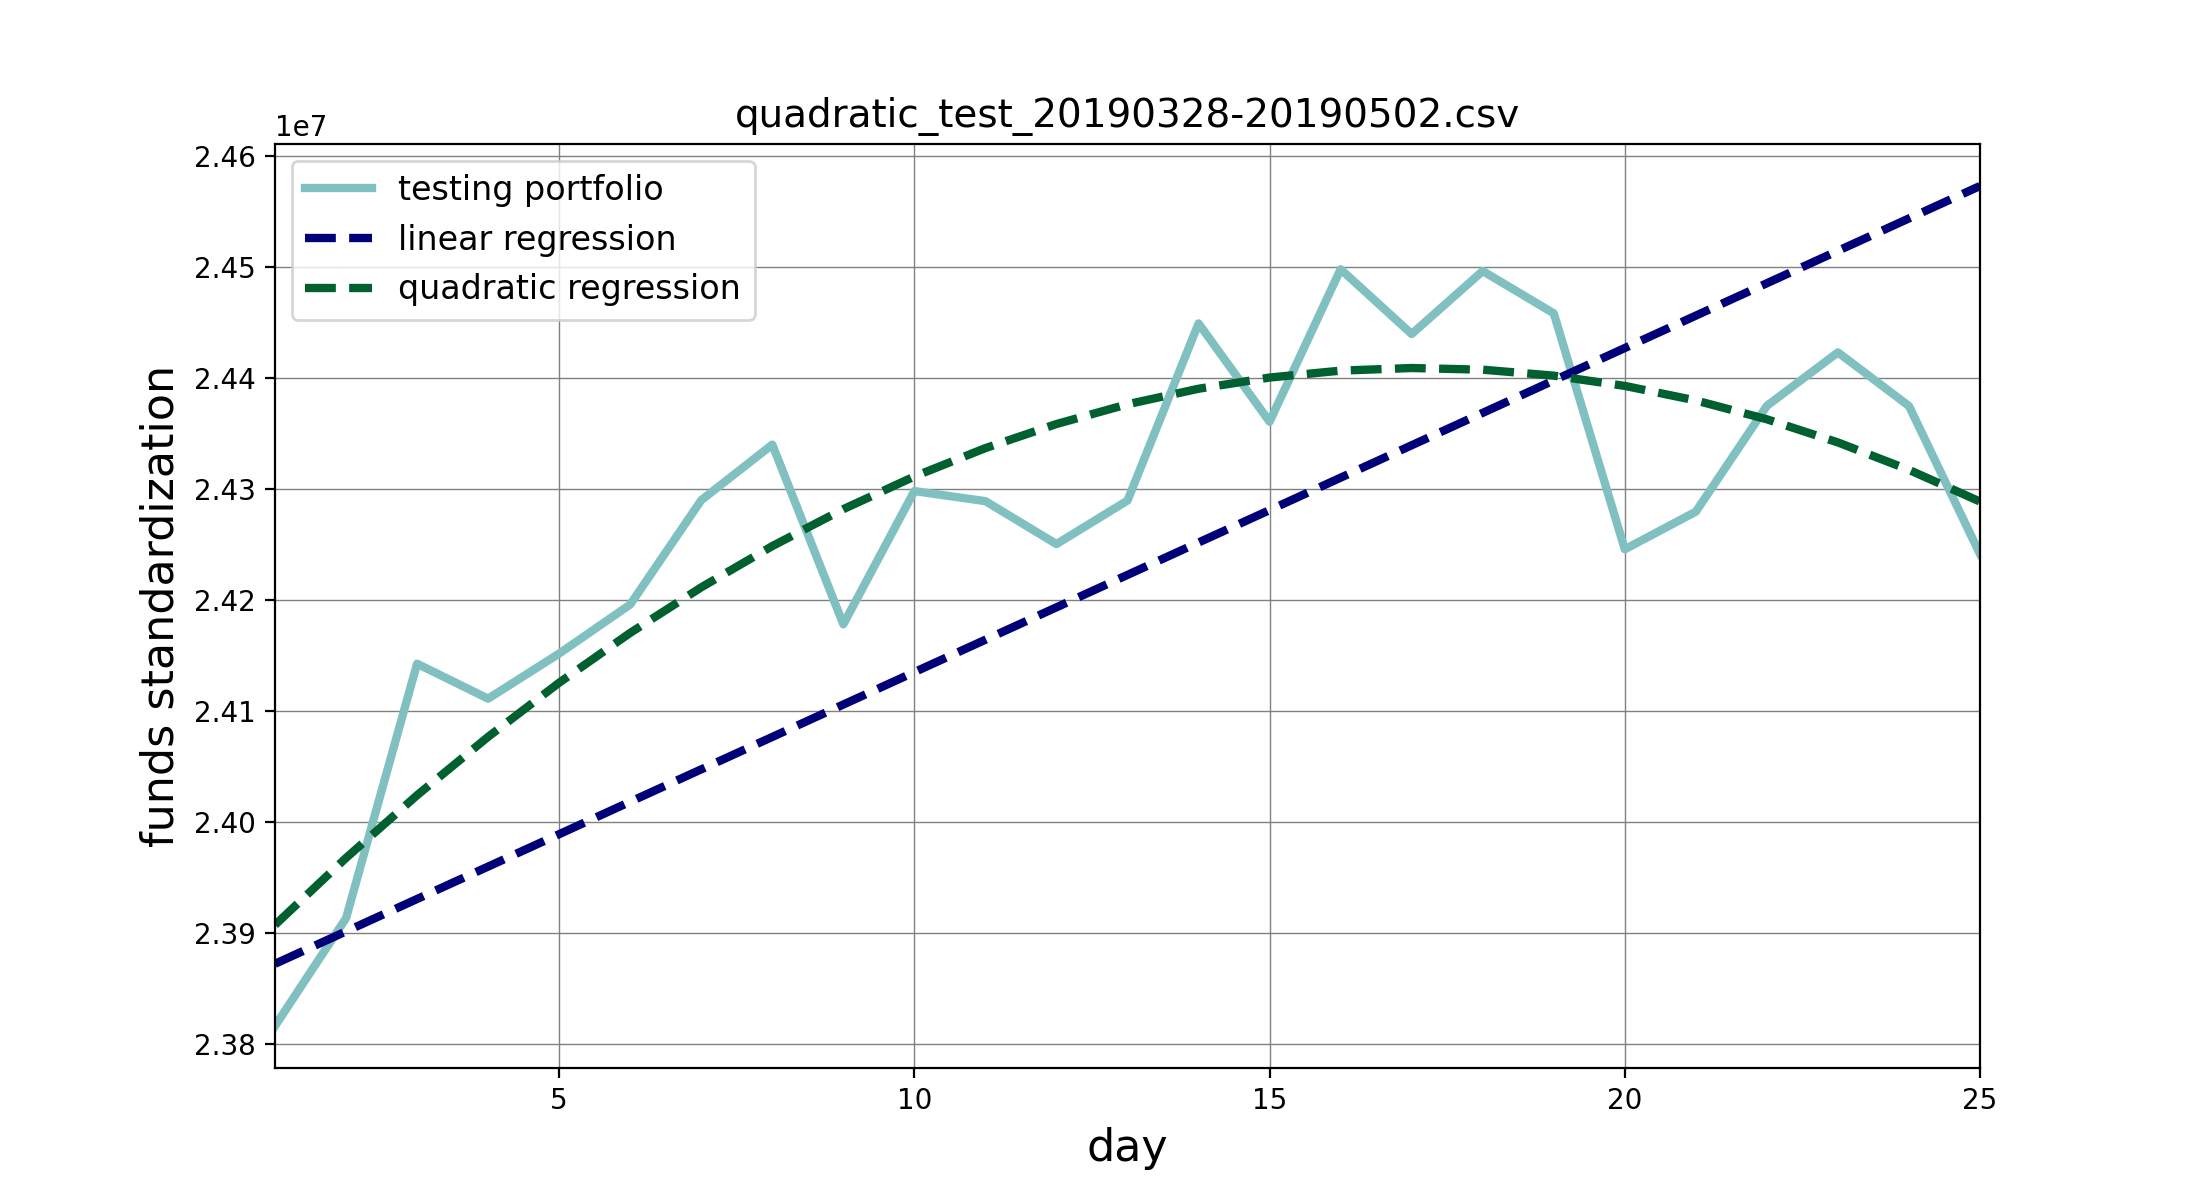 quadratic_test_20190328-20190502.csv
1e7
testing portfolio
linear regression
quadratic regression
funds standardization
2.46
2.45
2.44
2.43
2.42
2.41
2.40
2.39
2.38
5 10 15 20 25
day